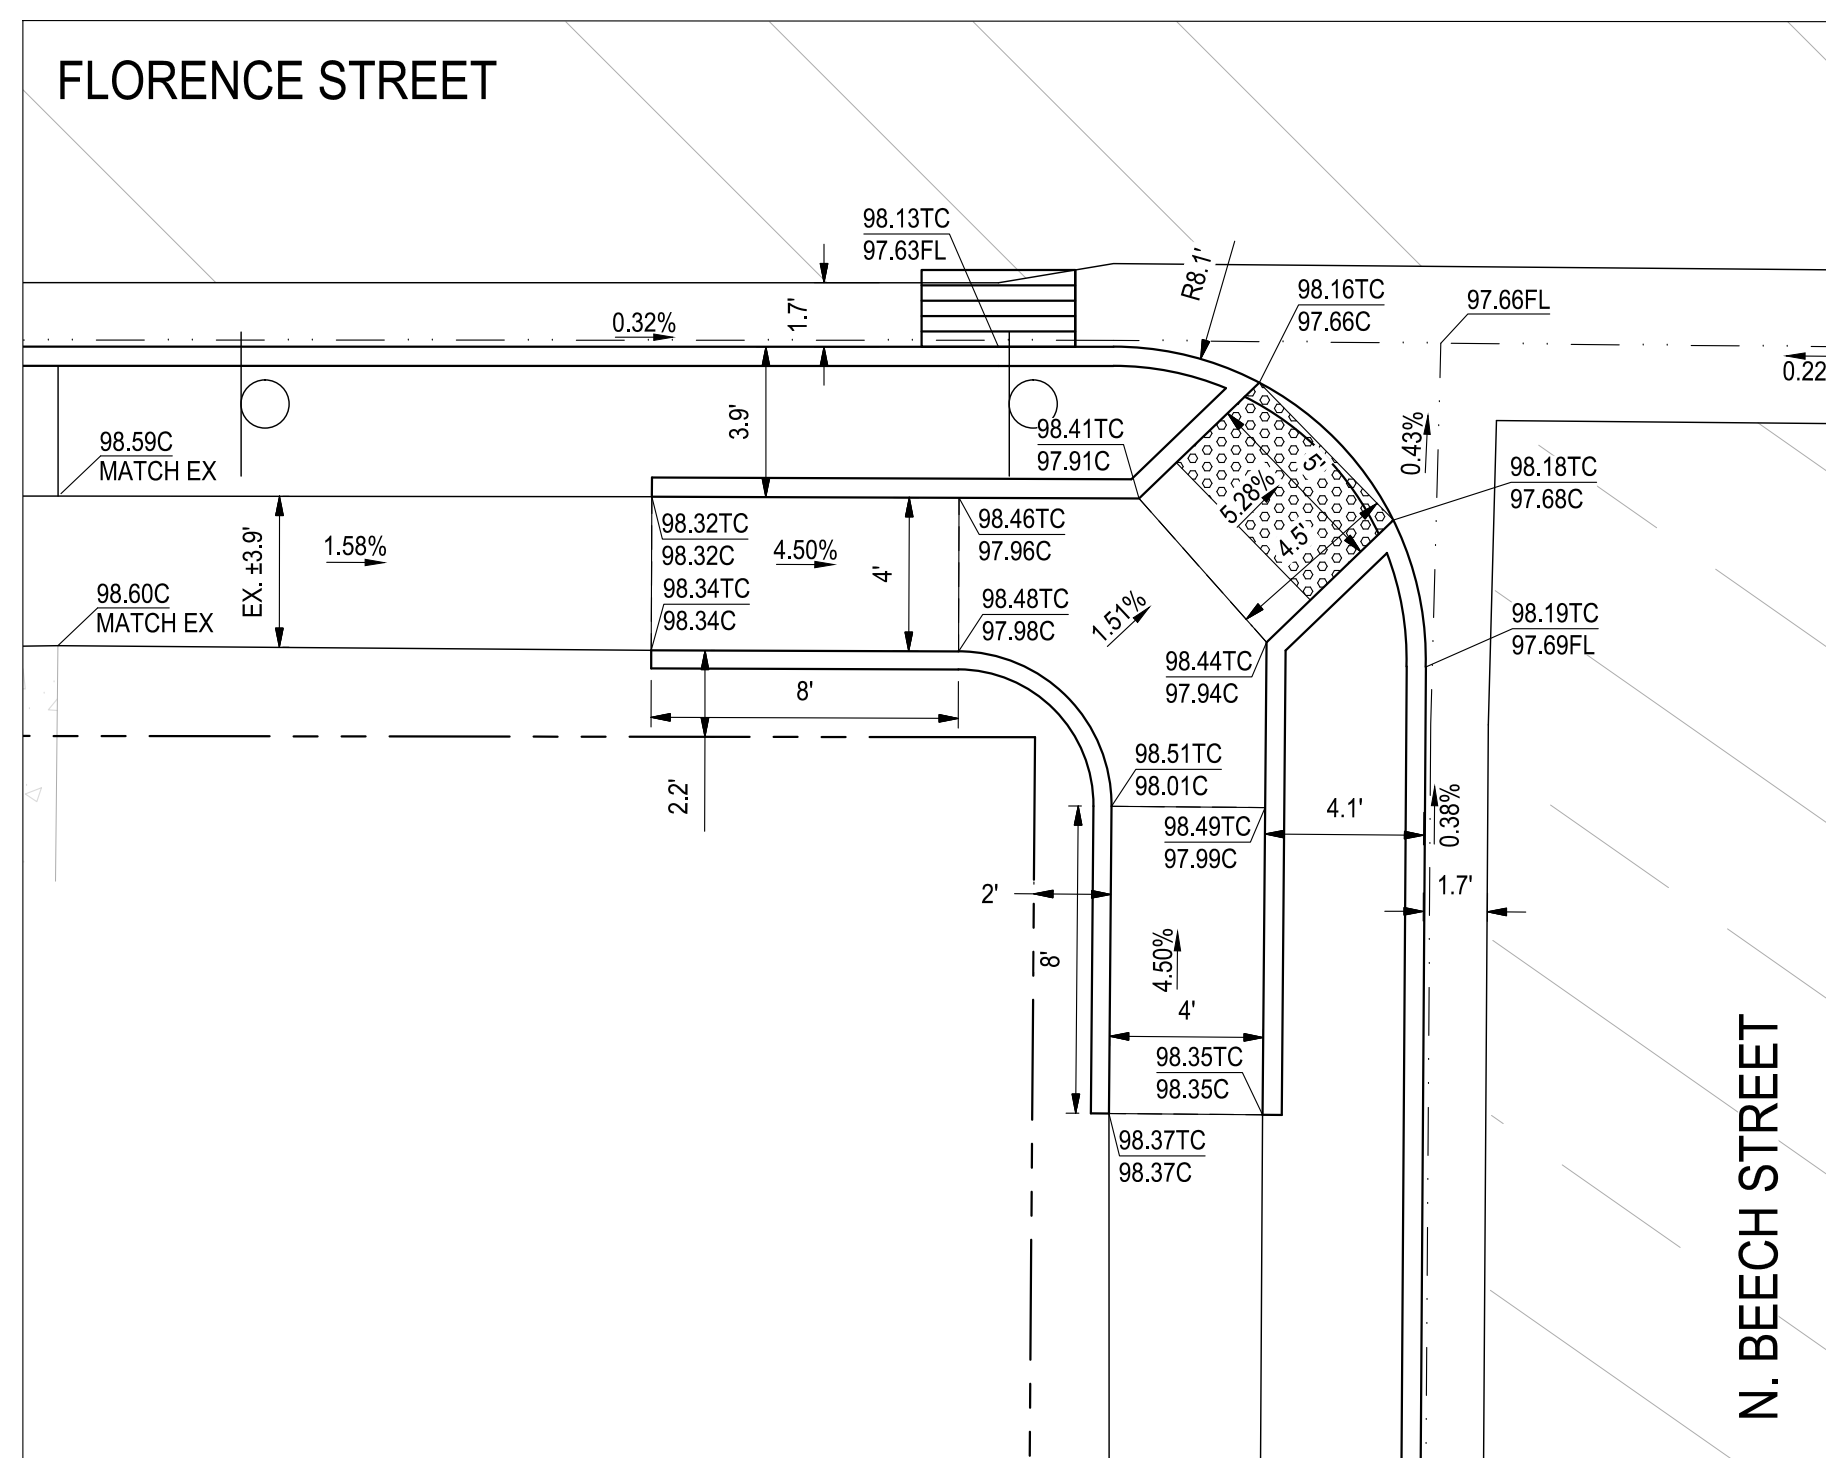 FLORENCE STREET
98.13TC
97.63FL
R8.1'
98.16TC
97.66C
97.66FL
1.7'
0.32%
0.22
3.9'
98.59C
MATCH EX
98.41TC
97.91C
0.43%
98.18TC
97.68C
5'
5.28%
4.5'
98.32TC
98.32C
98.46TC
97.96C
EX. ±3.9'
1.58%
4.50%
4'
98.60C
MATCH EX
98.34TC
98.34C
98.48TC
97.98C
1.51%
98.19TC
97.69FL
98.44TC
97.94C
8'
98.51TC
98.01C
2.2'
4.1'
0.38%
98.49TC
97.99C
2'
1.7'
8'
4.50%
4'
98.35TC
98.35C
98.37TC
98.37C
N. BEECH STREET